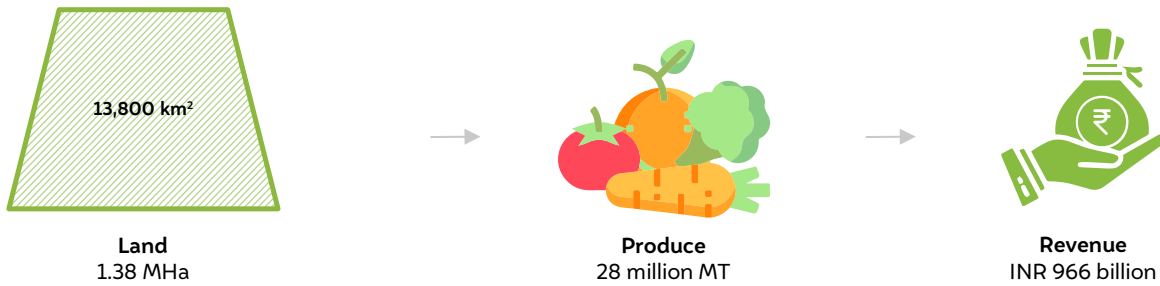 13,800 km²
₹
Land
1.38 MHa
Produce
28 million MT
Revenue
INR 966 billion